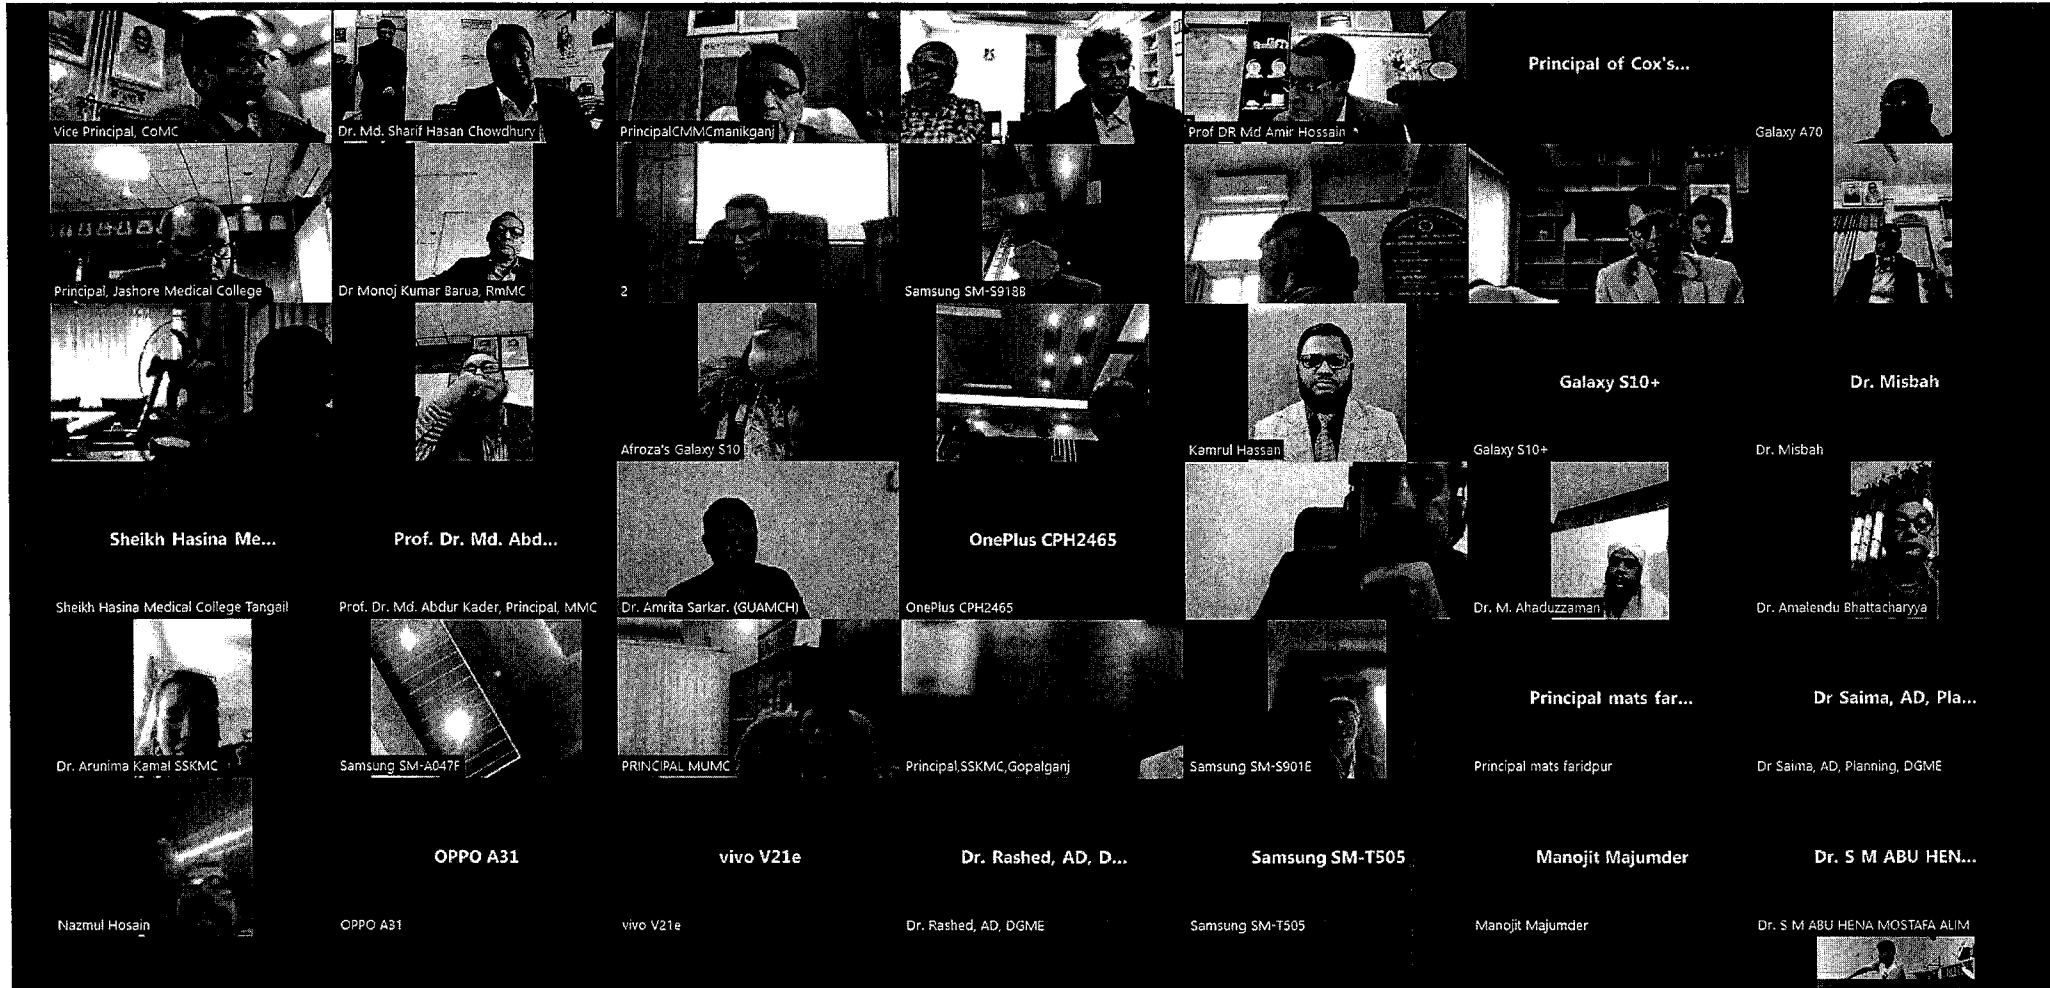 Principal of Cox's...
Vice Principal, CoMC
Dr. Md. Sharif Hasan Chowdhury
PrincipalCMMCmanikganj
Prof DR Md Amir Hossain
Galaxy A70
Principal, Jashore Medical College
Dr Monoj Kumar Barua, RmMC
2
Samsung SM-S918B
Galaxy S10+
Dr. Misbah
Afroza's Galaxy S10
Kamrul Hassan
Galaxy S10+
Dr. Misbah
Sheikh Hasina Me...
Prof. Dr. Md. Abd...
OnePlus CPH2465
Sheikh Hasina Medical College Tangail
Prof. Dr. Md. Abdur Kader, Principal, MMC
Dr. Amrita Sarkar. (GUAMCH)
OnePlus CPH2465
Dr. M. Ahaduzzaman
Dr. Amalendu Bhattacharyya
Principal mats far...
Dr Saima, AD, Pla...
Dr. Arunima Kamal SSKMC
Samsung SM-A047F
PRINCIPAL MUMC
Principal,SSKMC,Gopalganj
Samsung SM-S901E
Principal mats faridpur
Dr Saima, AD, Planning, DGME
OPPO A31
vivo V21e
Dr. Rashed, AD, D...
Samsung SM-T505
Manojit Majumder
Dr. S M ABU HEN...
Nazmul Hosain
OPPO A31
vivo V21e
Dr. Rashed, AD, DGME
Samsung SM-T505
Manojit Majumder
Dr. S M ABU HENA MOSTAFA ALIM